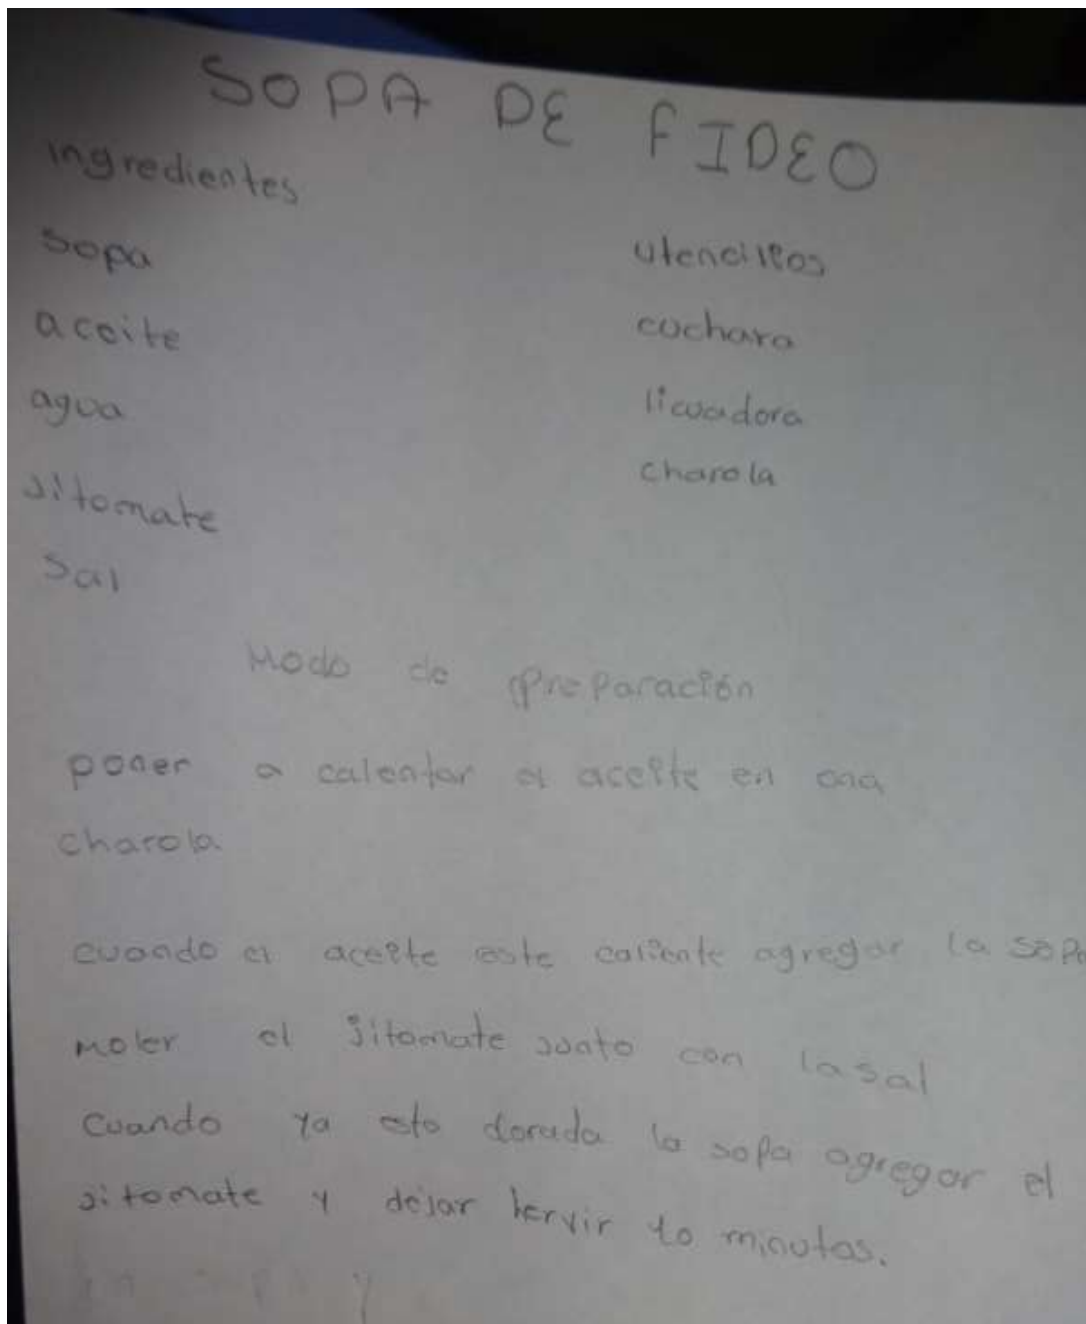 SOPA DE FIDEO
ingredientes
sopa
aceite
agua
jitomate
sal
utencilios
cuchara
licuadora
charola
Modo de preparación
poner a calentar el aceite en una
charola
cuando el aceite este caliente agregar la sopa
moler el jitomate junto con la sal
cuando ya este dorada la sopa agregar el
jitomate y dejar hervir 10 minutos.